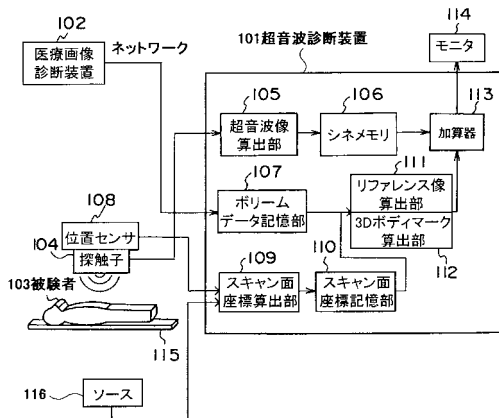 102
医療画像
診断装置
ネットワーク
114
モニタ
101超音波診断装置
105
超音波像
算出部
106
シネメモリ
113
加算器
107
ボリーム
データ記憶部
111
リファレンス像
算出部
3Dボディマーク
算出部
112
108
位置センサ
104
探触子
109
スキャン面
座標算出部
110
スキャン面
座標記憶部
103被験者
115
116
ソース